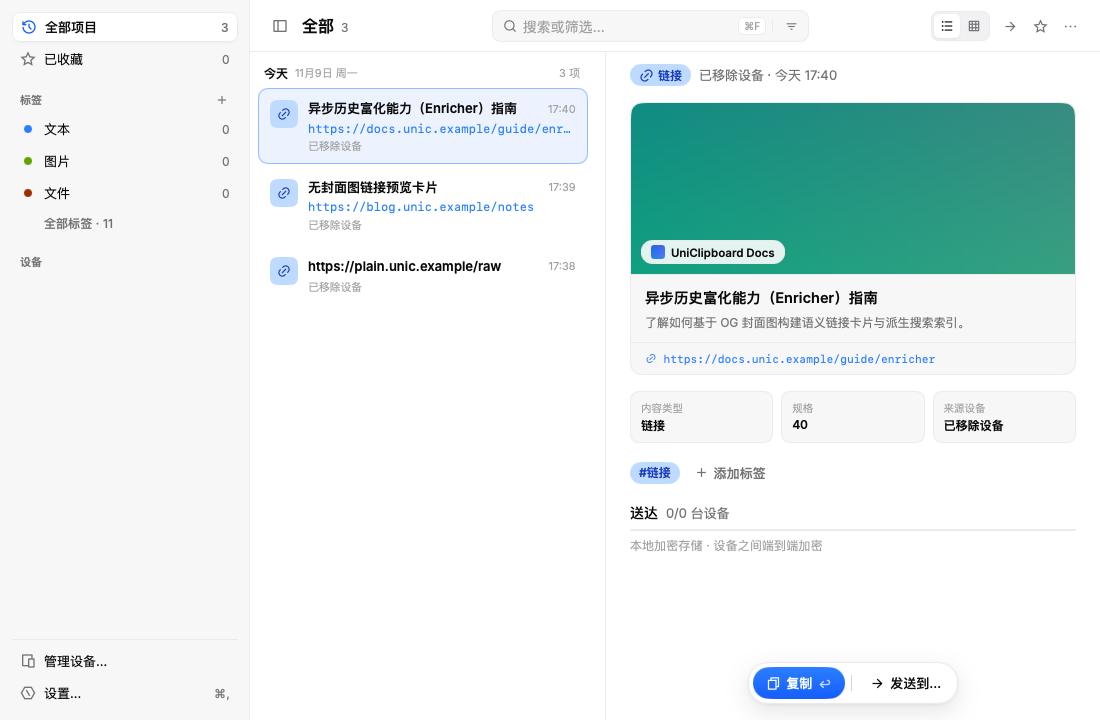 全部项目 3
已收藏 0
标签
文本 0
图片 0
文件 0
全部标签 · 11
设备
管理设备...
设置... ⌘,
全部 3
搜索或筛选... ⌘F
今天 11月9日 周一 3 项
异步历史富化能力（Enricher）指南 17:40
https://docs.unic.example/guide/enr...
已移除设备
无封面图链接预览卡片 17:39
https://blog.unic.example/notes
已移除设备
https://plain.unic.example/raw 17:38
已移除设备
链接 已移除设备 · 今天 17:40
UniClipboard Docs
异步历史富化能力（Enricher）指南
了解如何基于 OG 封面图构建语义链接卡片与派生搜索索引。
https://docs.unic.example/guide/enricher
内容类型
链接
规格
40
来源设备
已移除设备
#链接 添加标签
送达 0/0 台设备
本地加密存储 · 设备之间端到端加密
复制 发送到...